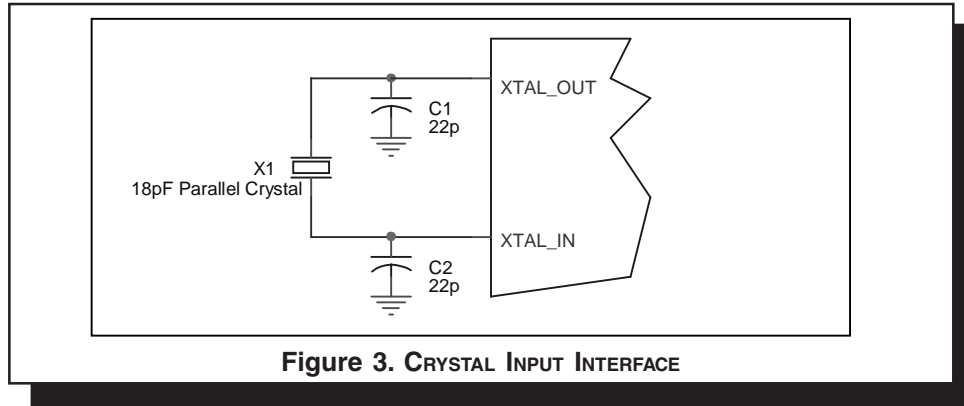 XTAL_OUT
C1
22p
X1
18pF Parallel Crystal
XTAL_IN
C2
22p
Figure 3. CRYSTAL INPUT INTERFACE